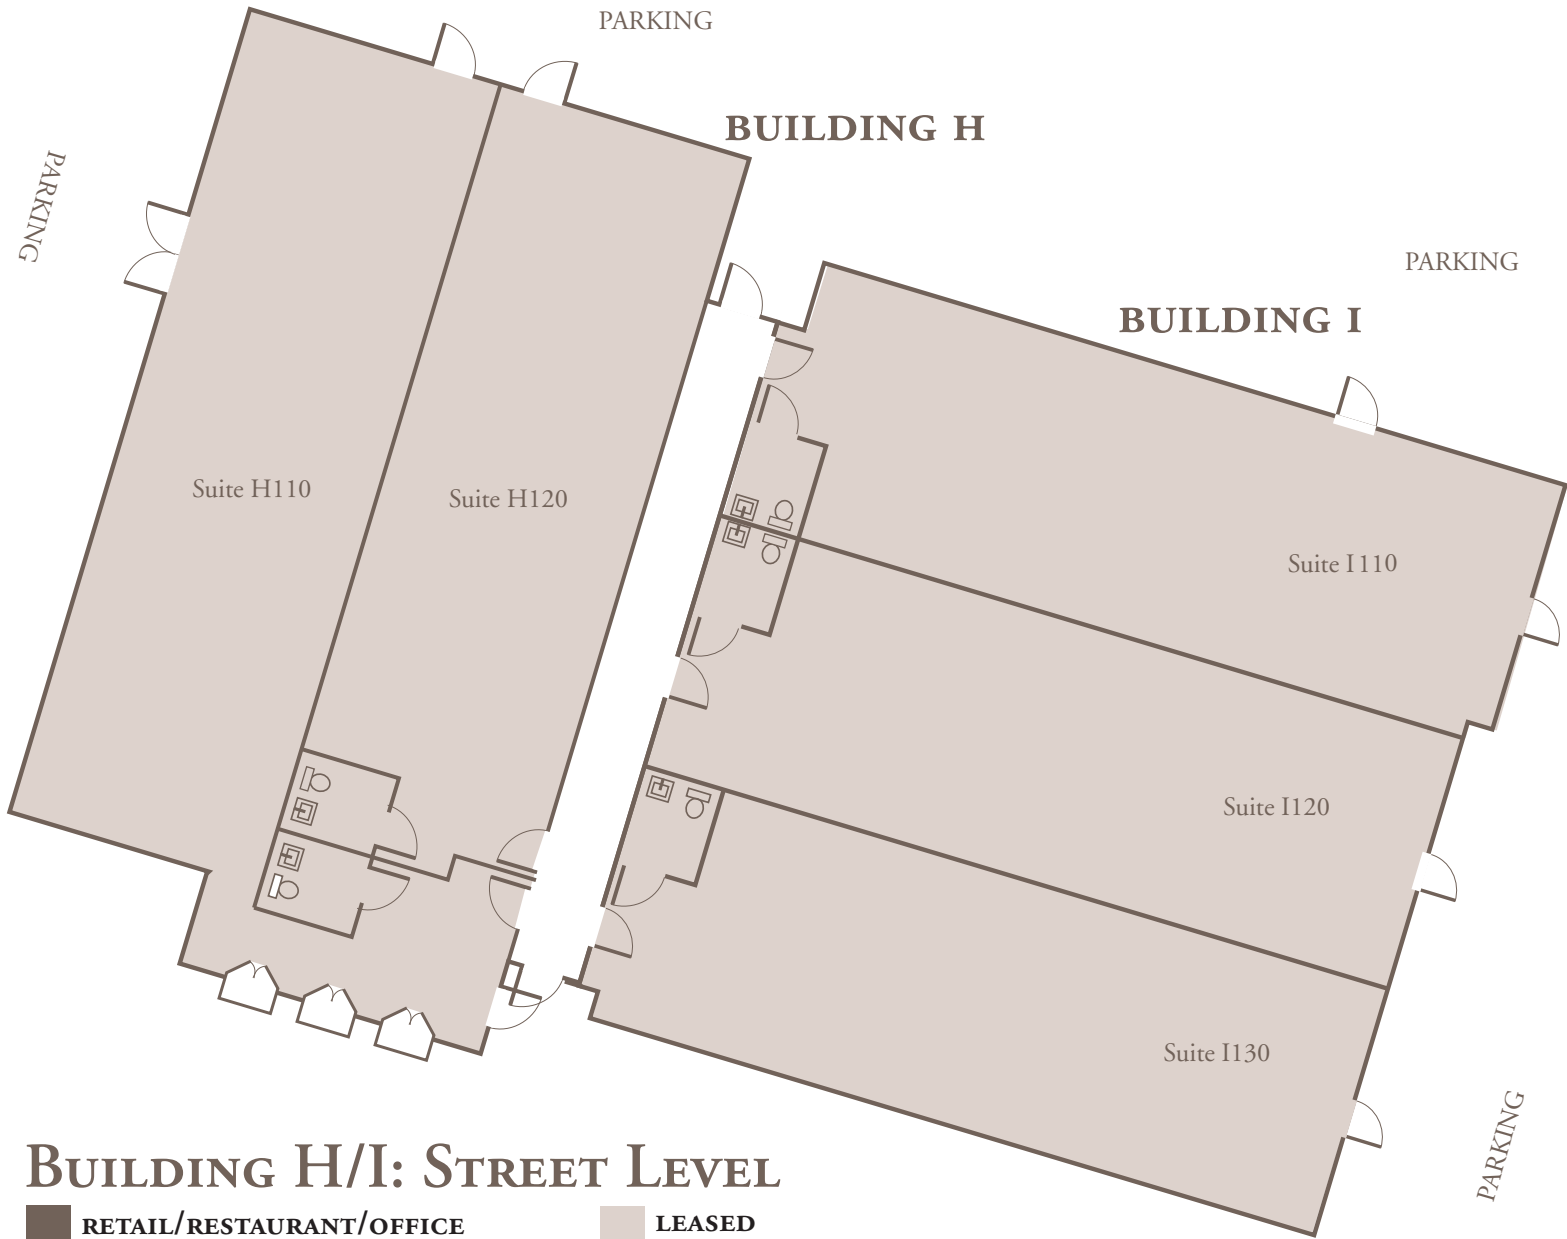 PARKING
BUILDING H
PARKING
PARKING
BUILDING I
Suite H110
Suite H120
Suite I110
Suite I120
Suite I130
PARKING
Building H/I: Street Level
RETAIL/RESTAURANT/OFFICE
LEASED